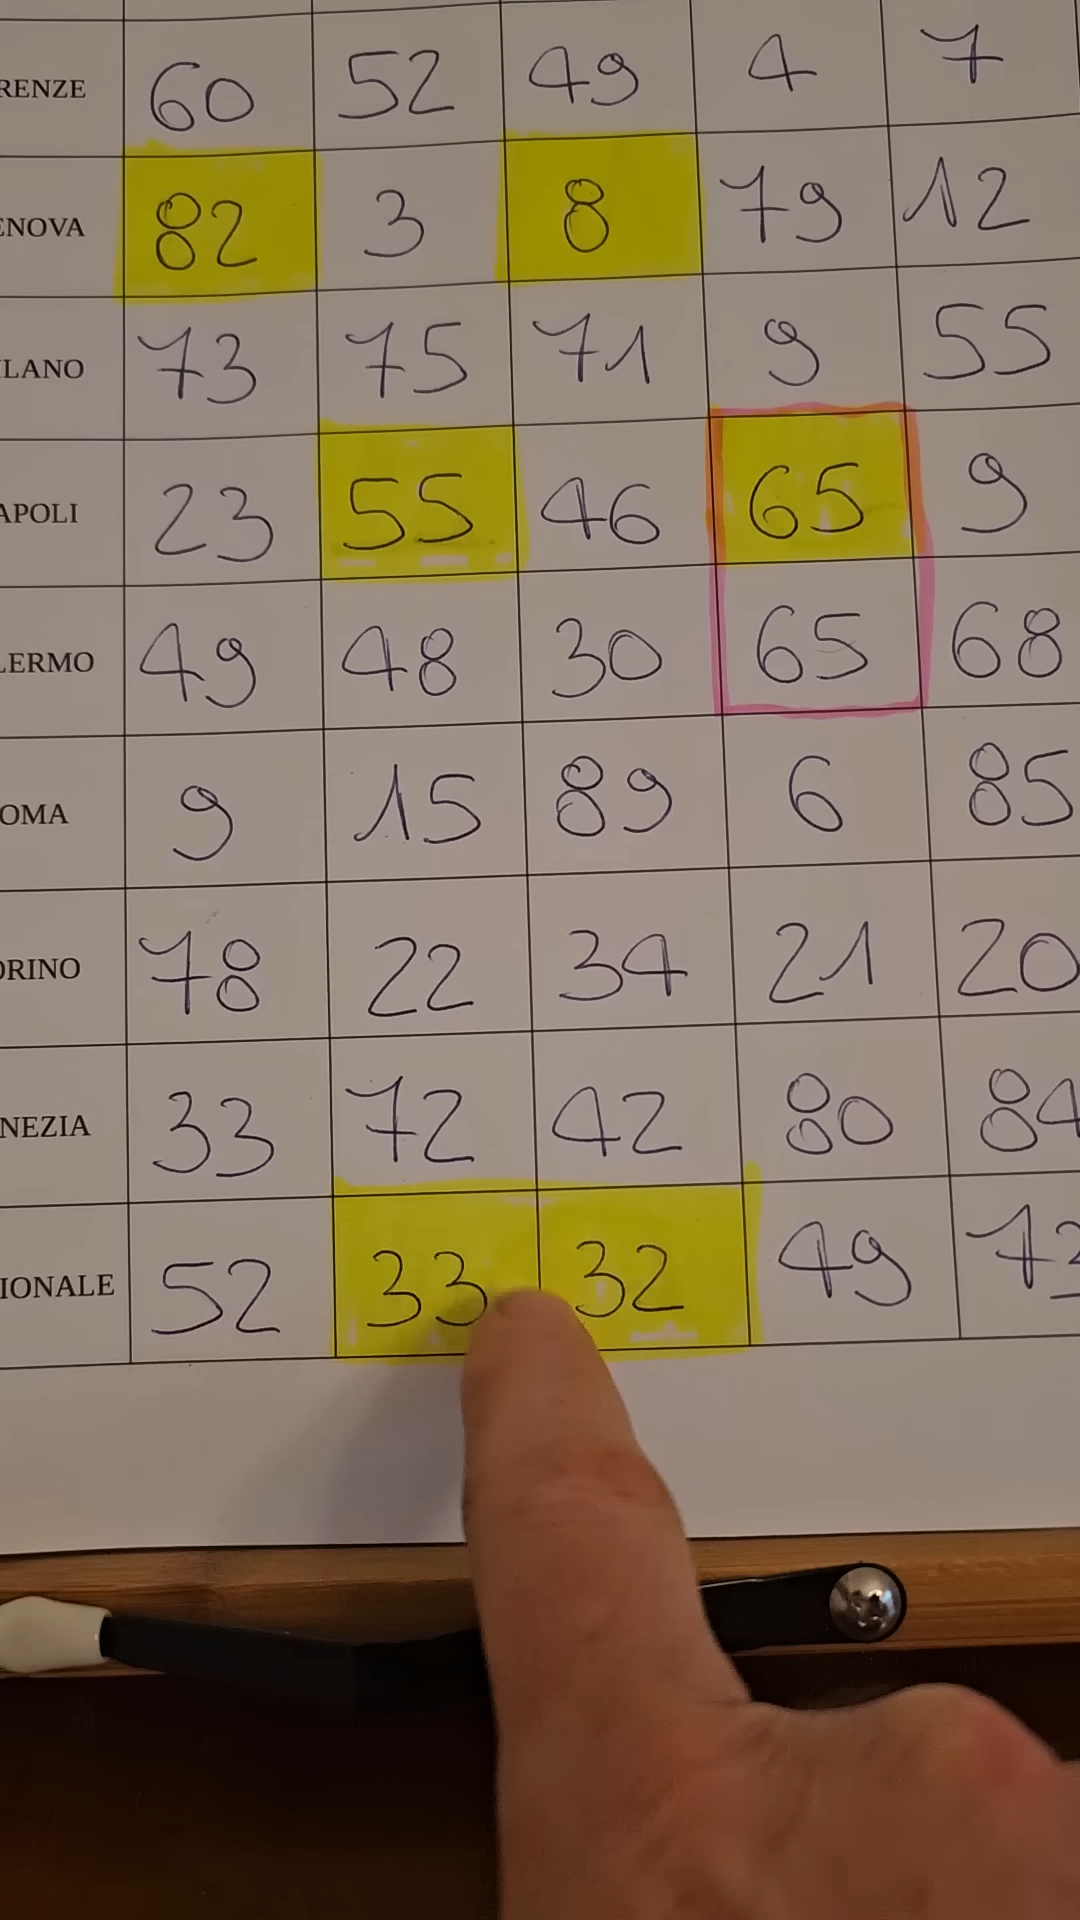 RENZE 60 52 49 4 7
ENOVA 82 3 8 79 12
LANO 73 75 71 9 55
APOLI 23 55 46 65 9
LERMO 49 48 30 65 68
OMA 9 15 89 6 85
ORINO 78 22 34 21 20
NEZIA 33 72 42 80 84
IONALE 52 33 32 49